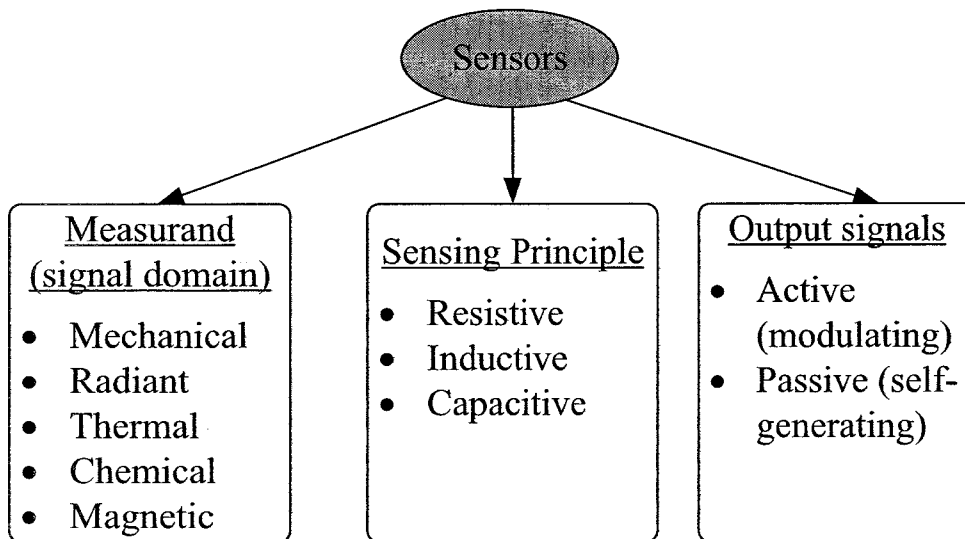 Sensors
Measurand
(signal domain)
• Mechanical
• Radiant
• Thermal
• Chemical
• Magnetic
Sensing Principle
• Resistive
• Inductive
• Capacitive
Output signals
• Active
(modulating)
• Passive (self-
generating)